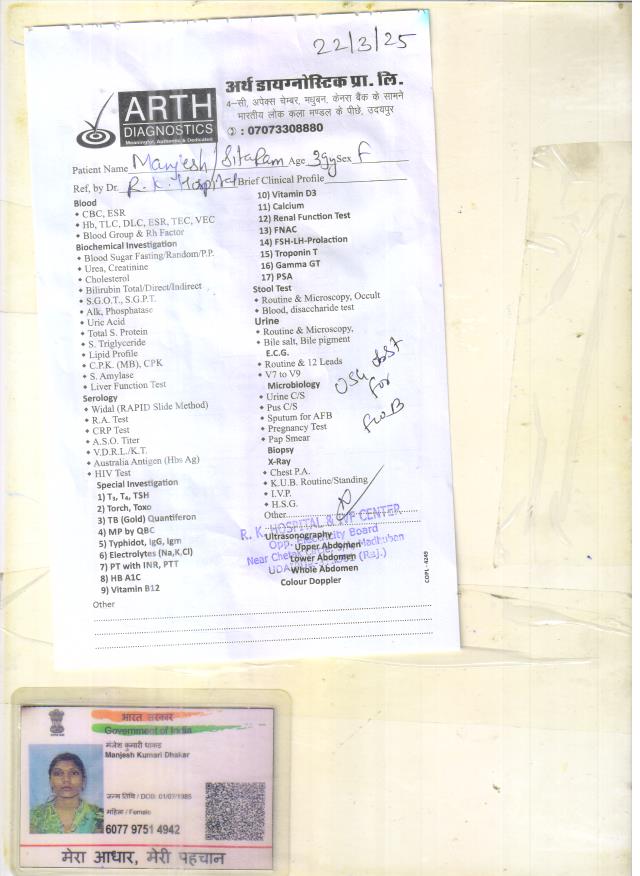 22/3/25
ARTH
DIAGNOSTICS
Meaningful, Authentic & Dedicated
अर्थ डायग्नोस्टिक प्रा. लि.
4-सी, अपेक्स चेम्बर, मधुबन, केनरा बैंक के सामने
भारतीय लोक कला मण्डल के पीछे, उदयपुर
: 07073308880
Patient Name Manjesh/Sitaram Age 39y Sex F
Ref, by Dr. R.K. Hospital Brief Clinical Profile
Blood
CBC, ESR
Hb, TLC, DLC, ESR, TEC, VEC
Blood Group & Rh Factor
Biochemical Investigation
Blood Sugar Fasting/Random/P.P.
Urea, Creatinine
Cholesterol
Bilirubin Total/Direct/Indirect
S.G.O.T., S.G.P.T.
Alk, Phosphatase
Uric Acid
Total S. Protein
S. Triglyceride
Lipid Profile
C.P.K. (MB), CPK
S. Amylase
Liver Function Test
Serology
Widal (RAPID Slide Method)
R.A. Test
CRP Test
A.S.O. Titer
V.D.R.L./K.T.
Australia Antigen (Hbs Ag)
HIV Test
Special Investigation
1) T₃, T₄, TSH
2) Torch, Toxo
3) TB (Gold) Quantiferon
4) MP by QBC
5) Typhidot, IgG, Igm
6) Electrolytes (Na,K,Cl)
7) PT with INR, PTT
8) HB A1C
9) Vitamin B12
10) Vitamin D3
11) Calcium
12) Renal Function Test
13) FNAC
14) FSH-LH-Prolaction
15) Troponin T
16) Gamma GT
17) PSA
Stool Test
Routine & Microscopy, Occult
Blood, disaccharide test
Urine
Routine & Microscopy,
Bile salt, Bile pigment
E.C.G.
Routine & 12 Leads
V7 to V9
Microbiology
Urine C/S
Pus C/S
Sputum for AFB
Pregnancy Test
Pap Smear
Biopsy
X-Ray
Chest P.A.
K.U.B. Routine/Standing
I.V.P.
H.S.G.
Other
USG
for
FWB
R. K. HOSPITAL & IVF CENTER
Opp. Electricity Board
Near Madhuban
(Raj.)
Ultrasonography
Upper Abdomen
Lower Abdomen
Whole Abdomen
Colour Doppler
COPL - 4249
Other
भारत सरकार
Government of India
मंजेश कुमारी धाकड़
Manjesh Kumari Dhakar
जन्म तिथि / DOB: 01/07/1985
महिला / Female
6077 9751 4942
मेरा आधार, मेरी पहचान